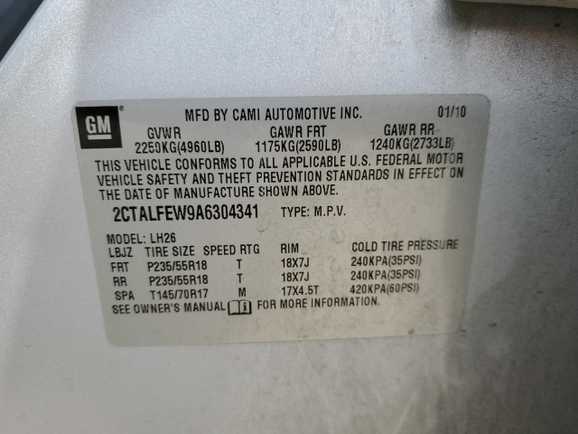 GM
MFD BY CAMI AUTOMOTIVE INC. 01/10
GVWR GAWR FRT GAWR RR
2250KG(4960LB) 1175KG(2590LB) 1240KG(2733LB)
THIS VEHICLE CONFORMS TO ALL APPLICABLE U.S. FEDERAL MOTOR
VEHICLE SAFETY AND THEFT PREVENTION STANDARDS IN EFFECT ON
THE DATE OF MANUFACTURE SHOWN ABOVE.
2CTALFEW9A6304341 TYPE: M.P.V.
MODEL: LH26
LBJZ TIRE SIZE SPEED RTG RIM COLD TIRE PRESSURE
FRT P235/55R18 T 18X7J 240KPA(35PSI)
RR P235/55R18 T 18X7J 240KPA(35PSI)
SPA T145/70R17 M 17X4.5T 420KPA(60PSI)
SEE OWNER'S MANUAL FOR MORE INFORMATION.